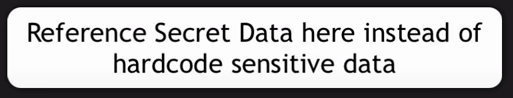 Reference Secret Data here instead of
hardcode sensitive data